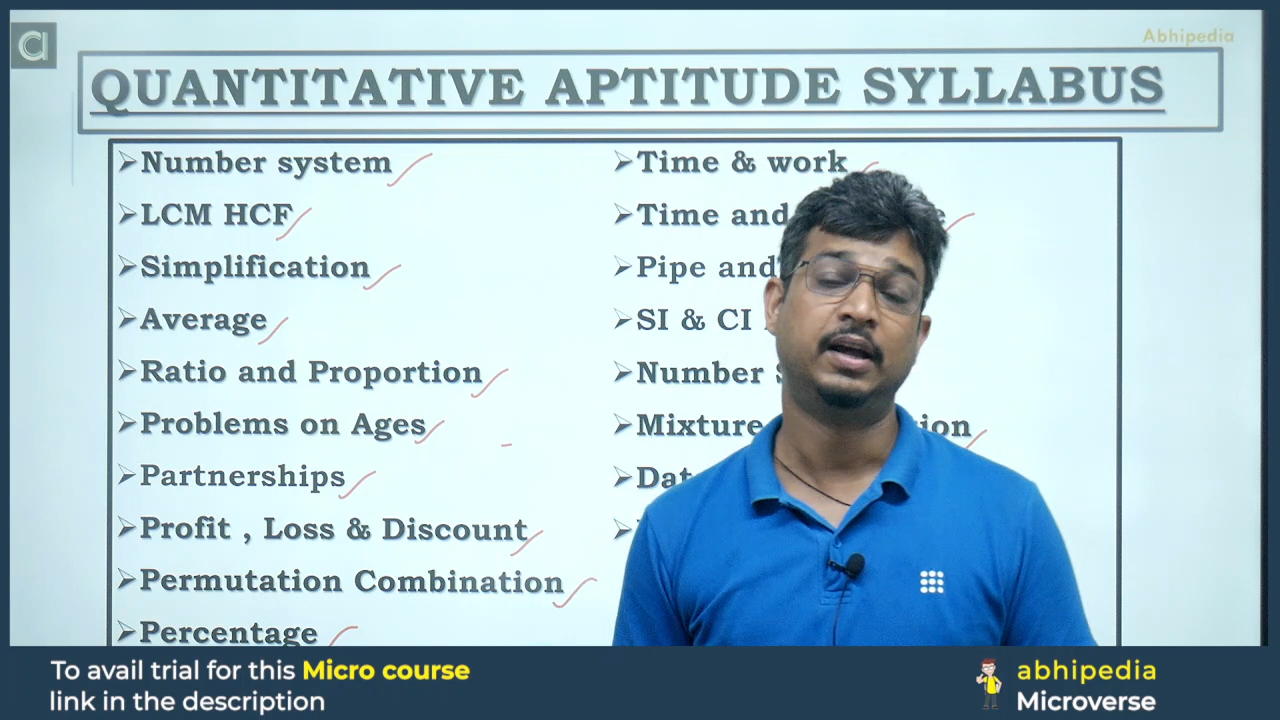 Abhipedia
QUANTITATIVE APTITUDE SYLLABUS
Number system
LCM HCF
Simplification
Average
Ratio and Proportion
Problems on Ages
Partnerships
Profit , Loss & Discount
Permutation Combination
Percentage
Time & work
Time and
Pipe and
SI & CI
Number
Mixture
To avail trial for this Micro course
link in the description
abhipedia
Microverse